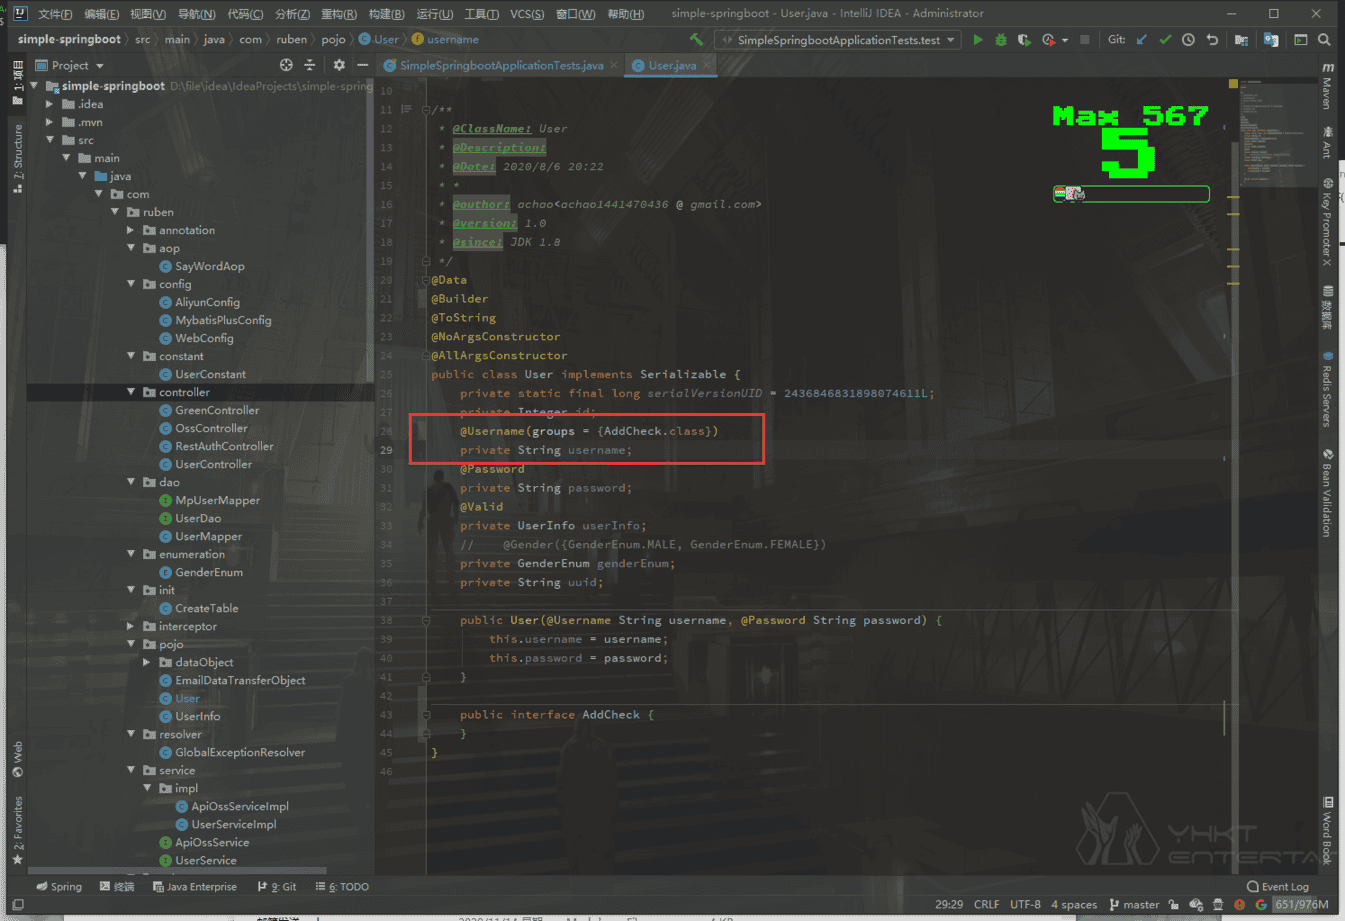 文件(F) 编辑(E) 视图(V) 导航(N) 代码(C) 分析(Z) 重构(R) 构建(B) 运行(U) 工具(T) VCS(S) 窗口(W) 帮助(H) simple-springboot - User.java - IntelliJ IDEA - Administrator
simple-springboot src main java com ruben pojo User username SimpleSpringbootApplicationTests.test Git:
Project
SimpleSpringbootApplicationTests.java User.java
simple-springboot D:\file\idea\IdeaProjects\simple-spring
.idea
.mvn
src
main
java
com
ruben
annotation
aop
SayWordAop
config
AliyunConfig
MybatisPlusConfig
WebConfig
constant
UserConstant
controller
GreenController
OssController
RestAuthController
UserController
dao
MpUserMapper
UserDao
UserMapper
enumeration
GenderEnum
init
CreateTable
interceptor
pojo
dataObject
EmailDataTransferObject
User
UserInfo
resolver
GlobalExceptionResolver
service
impl
ApiOssServiceImpl
UserServiceImpl
ApiOssService
UserService
10
11 /**
12 * @ClassName: User
13 * @Description:
14 * @Date: 2020/8/6 20:22
15 * *
16 * @author: achao<achao1441470436 @ gmail.com>
17 * @version: 1.0
18 * @since: JDK 1.8
19 */
20 @Data
21 @Builder
22 @ToString
23 @NoArgsConstructor
24 @AllArgsConstructor
25 public class User implements Serializable {
26 private static final long serialVersionUID = 2436846831898074611L;
27 private Integer id;
28 @Username(groups = {AddCheck.class})
29 private String username;
30 @Password
31 private String password;
32 @Valid
33 private UserInfo userInfo;
34 // @Gender({GenderEnum.MALE, GenderEnum.FEMALE})
35 private GenderEnum genderEnum;
36 private String uuid;
37
38 public User(@Username String username, @Password String password) {
39 this.username = username;
40 this.password = password;
41 }
42
43 public interface AddCheck {
44 }
45 }
46
Max 567
5
1: 项目
Z: Structure
Web
2: Favorites
Maven
Ant
Key Promoter X
数据库
Redis Servers
Bean Validation
Word Book
YHKT
ENTERTA
Spring 终端 Java Enterprise 9: Git 6: TODO Event Log
29:29 CRLF UTF-8 4 spaces master 651/976M